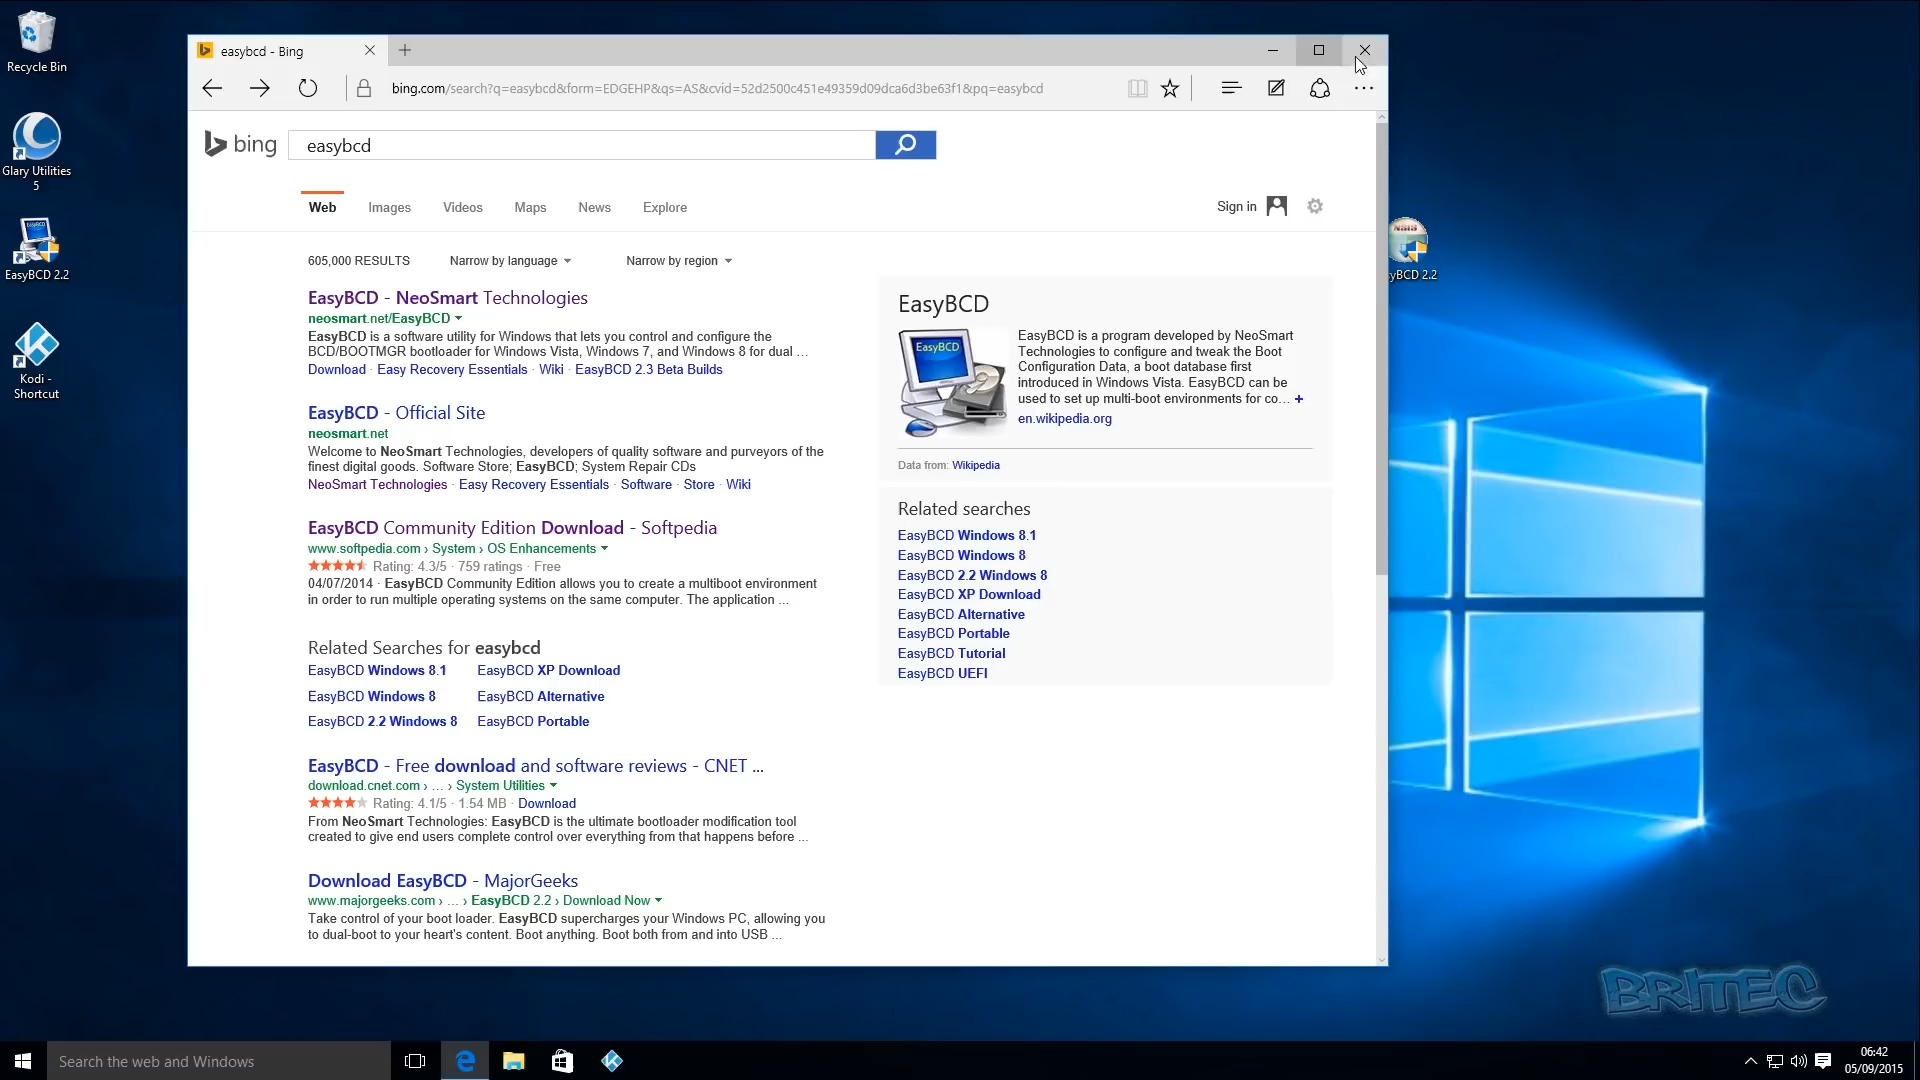 Recycle Bin
Glary Utilities
5
EasyBCD 2.2
Kodi -
Shortcut
easybcd - Bing
bing.com/search?q=easybcd&form=EDGEHP&qs=AS&cvid=52d2500c451e49359d09dca6d3be63f1&pq=easybcd
bing
easybcd
Web Images Videos Maps News Explore
Sign in
605,000 RESULTS Narrow by language Narrow by region
EasyBCD - NeoSmart Technologies
neosmart.net/EasyBCD
EasyBCD is a software utility for Windows that lets you control and configure the
BCD/BOOTMGR bootloader for Windows Vista, Windows 7, and Windows 8 for dual ...
Download · Easy Recovery Essentials · Wiki · EasyBCD 2.3 Beta Builds
EasyBCD - Official Site
neosmart.net
Welcome to NeoSmart Technologies, developers of quality software and purveyors of the
finest digital goods. Software Store; EasyBCD; System Repair CDs
NeoSmart Technologies · Easy Recovery Essentials · Software · Store · Wiki
EasyBCD Community Edition Download - Softpedia
www.softpedia.com › System › OS Enhancements
Rating: 4.3/5 · 759 ratings · Free
04/07/2014 · EasyBCD Community Edition allows you to create a multiboot environment
in order to run multiple operating systems on the same computer. The application ...
Related Searches for easybcd
EasyBCD Windows 8.1 EasyBCD XP Download
EasyBCD Windows 8 EasyBCD Alternative
EasyBCD 2.2 Windows 8 EasyBCD Portable
EasyBCD - Free download and software reviews - CNET ...
download.cnet.com › ... › System Utilities
Rating: 4.1/5 · 1.54 MB · Download
From NeoSmart Technologies: EasyBCD is the ultimate bootloader modification tool
created to give end users complete control over everything from that happens before ...
Download EasyBCD - MajorGeeks
www.majorgeeks.com › ... › EasyBCD 2.2 › Download Now
Take control of your boot loader. EasyBCD supercharges your Windows PC, allowing you
to dual-boot to your heart's content. Boot anything. Boot both from and into USB ...
EasyBCD
EasyBCD
EasyBCD is a program developed by NeoSmart
Technologies to configure and tweak the Boot
Configuration Data, a boot database first
introduced in Windows Vista. EasyBCD can be
used to set up multi-boot environments for co... +
en.wikipedia.org
Data from: Wikipedia
Related searches
EasyBCD Windows 8.1
EasyBCD Windows 8
EasyBCD 2.2 Windows 8
EasyBCD XP Download
EasyBCD Alternative
EasyBCD Portable
EasyBCD Tutorial
EasyBCD UEFI
yBCD 2.2
BRITEC
Search the web and Windows
06:42
05/09/2015